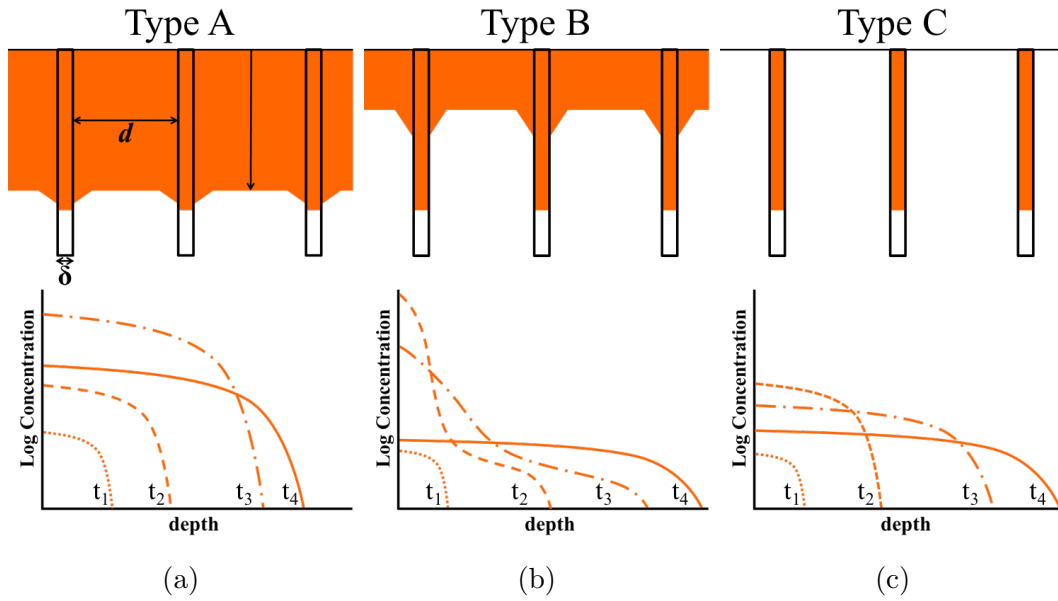 Type A
Type B
Type C
d
δ
Log Concentration
t1
t2
t3
t4
depth
Log Concentration
t1
t2
t3
t4
depth
Log Concentration
t1
t2
t3
t4
depth
(a)
(b)
(c)